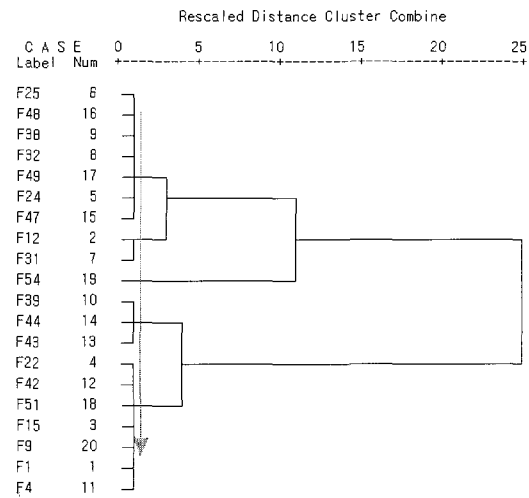 Rescaled Distance Cluster Combine
C A S E 0 5 10 15 20 25
Label Num +---------+---------+---------+---------+---------+
F25 6
F48 16
F38 9
F32 8
F49 17
F24 5
F47 15
F12 2
F31 7
F54 19
F39 10
F44 14
F43 13
F22 4
F42 12
F51 18
F15 3
F9 20
F1 1
F4 11